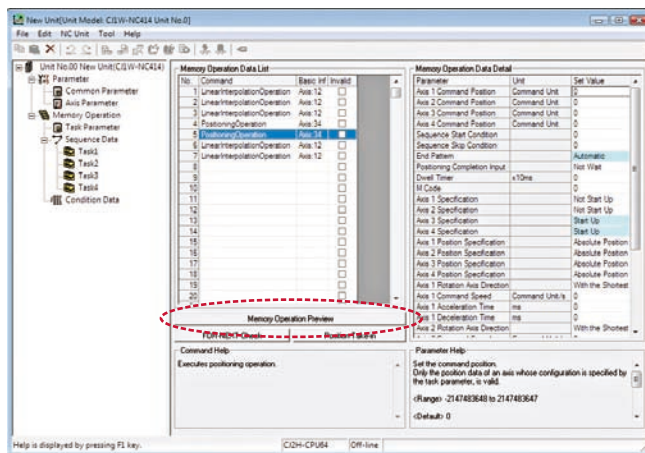 New Unit[Unit Model: CJ1W-NC414 Unit No.0]
File Edit NC Unit Tool Help
Unit No.00 New Unit(CJ1W-NC414)
Parameter
Common Parameter
Axis Parameter
Memory Operation
Task Parameter
Sequence Data
Task1
Task2
Task3
Task4
Condition Data
Memory Operation Data List
No. Command Basic Inf Invalid
1 LinearInterpolationOperation Axis:12
2 LinearInterpolationOperation Axis:12
3 LinearInterpolationOperation Axis:12
4 PositioningOperation Axis:34
5 PositioningOperation Axis:34
6 LinearInterpolationOperation Axis:12
7 LinearInterpolationOperation Axis:12
8
9
10
11
12
13
14
15
16
17
18
19
20
Memory Operation Preview
FOR-NEXT Check
Command Help
Executes positioning operation.
Memory Operation Data Detail
Parameter Unit Set Value
Axis 1 Command Position Command Unit 0
Axis 2 Command Position Command Unit 0
Axis 3 Command Position Command Unit 0
Axis 4 Command Position Command Unit 0
Sequence Start Condition 0
Sequence Skip Condition 0
End Pattern Automatic
Positioning Completion Input Not Wait
Dwell Timer x10ms 0
M Code 0
Axis 1 Specification Not Start Up
Axis 2 Specification Not Start Up
Axis 3 Specification Start Up
Axis 4 Specification Start Up
Axis 1 Position Specification Absolute Position
Axis 2 Position Specification Absolute Position
Axis 3 Position Specification Absolute Position
Axis 4 Position Specification Absolute Position
Axis 1 Rotation Axis Direction With the Shortest
Axis 1 Command Speed Command Unit/s 0
Axis 1 Acceleration Time ms 0
Axis 1 Deceleration Time ms 0
Axis 2 Rotation Axis Direction With the Shortest
Parameter Help
Set the command position.
Only the position data of an axis whose configuration is specified by
the task parameter, is valid.
<Range> -2147483648 to 2147483647
<Default> 0
Help is displayed by pressing F1 key. CJ2H-CPU64 Off-line